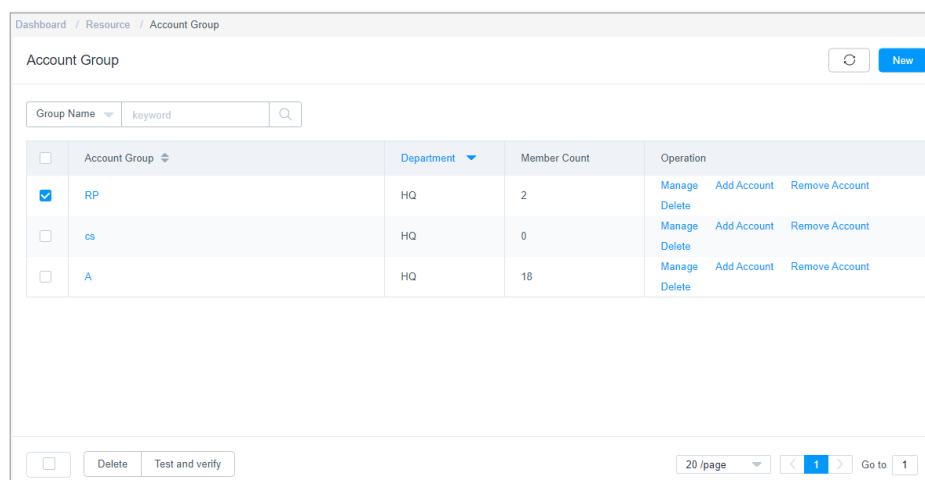 Dashboard / Resource / Account Group
Account Group
New
Group Name keyword
Account Group Department Member Count Operation
RP HQ 2 Manage Add Account Remove Account
Delete
cs HQ 0 Manage Add Account Remove Account
Delete
A HQ 18 Manage Add Account Remove Account
Delete
Delete Test and verify 20 /page 1 Go to 1